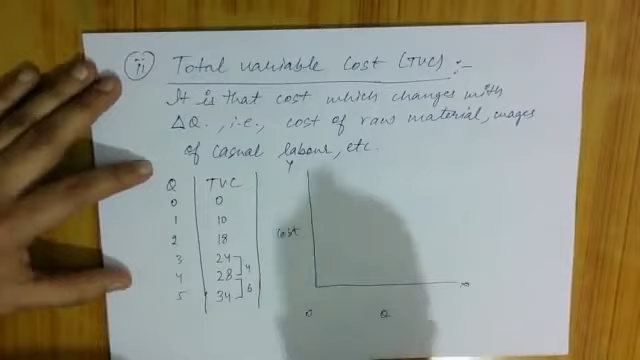 (ii) Total variable Cost (TVC) :-
It is that cost which changes with
ΔQ., i.e., cost of raw material, wages
of casual labour, etc.
Q TVC
0 0
1 10
2 18
3 24
4 28
5 34
4
6
Y
Cost
O Q X